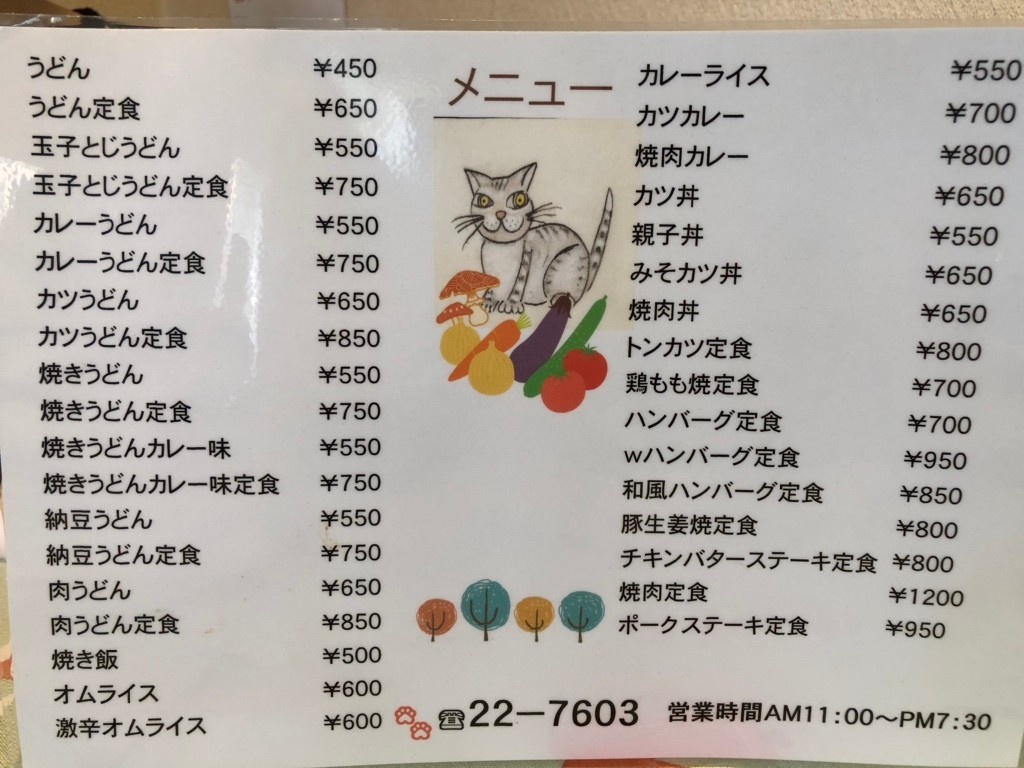 メニュー
うどん ¥450
うどん定食 ¥650
玉子とじうどん ¥550
玉子とじうどん定食 ¥750
カレーうどん ¥550
カレーうどん定食 ¥750
カツうどん ¥650
カツうどん定食 ¥850
焼きうどん ¥550
焼きうどん定食 ¥750
焼きうどんカレー味 ¥550
焼きうどんカレー味定食 ¥750
納豆うどん ¥550
納豆うどん定食 ¥750
肉うどん ¥650
肉うどん定食 ¥850
焼き飯 ¥500
オムライス ¥600
激辛オムライス ¥600
カレーライス ¥550
カツカレー ¥700
焼肉カレー ¥800
カツ丼 ¥650
親子丼 ¥550
みそカツ丼 ¥650
焼肉丼 ¥650
トンカツ定食 ¥800
鶏もも焼定食 ¥700
ハンバーグ定食 ¥700
wハンバーグ定食 ¥950
和風ハンバーグ定食 ¥850
豚生姜焼定食 ¥800
チキンバターステーキ定食 ¥800
焼肉定食 ¥1200
ポークステーキ定食 ¥950
☎22－7603 営業時間AM11:00～PM7:30